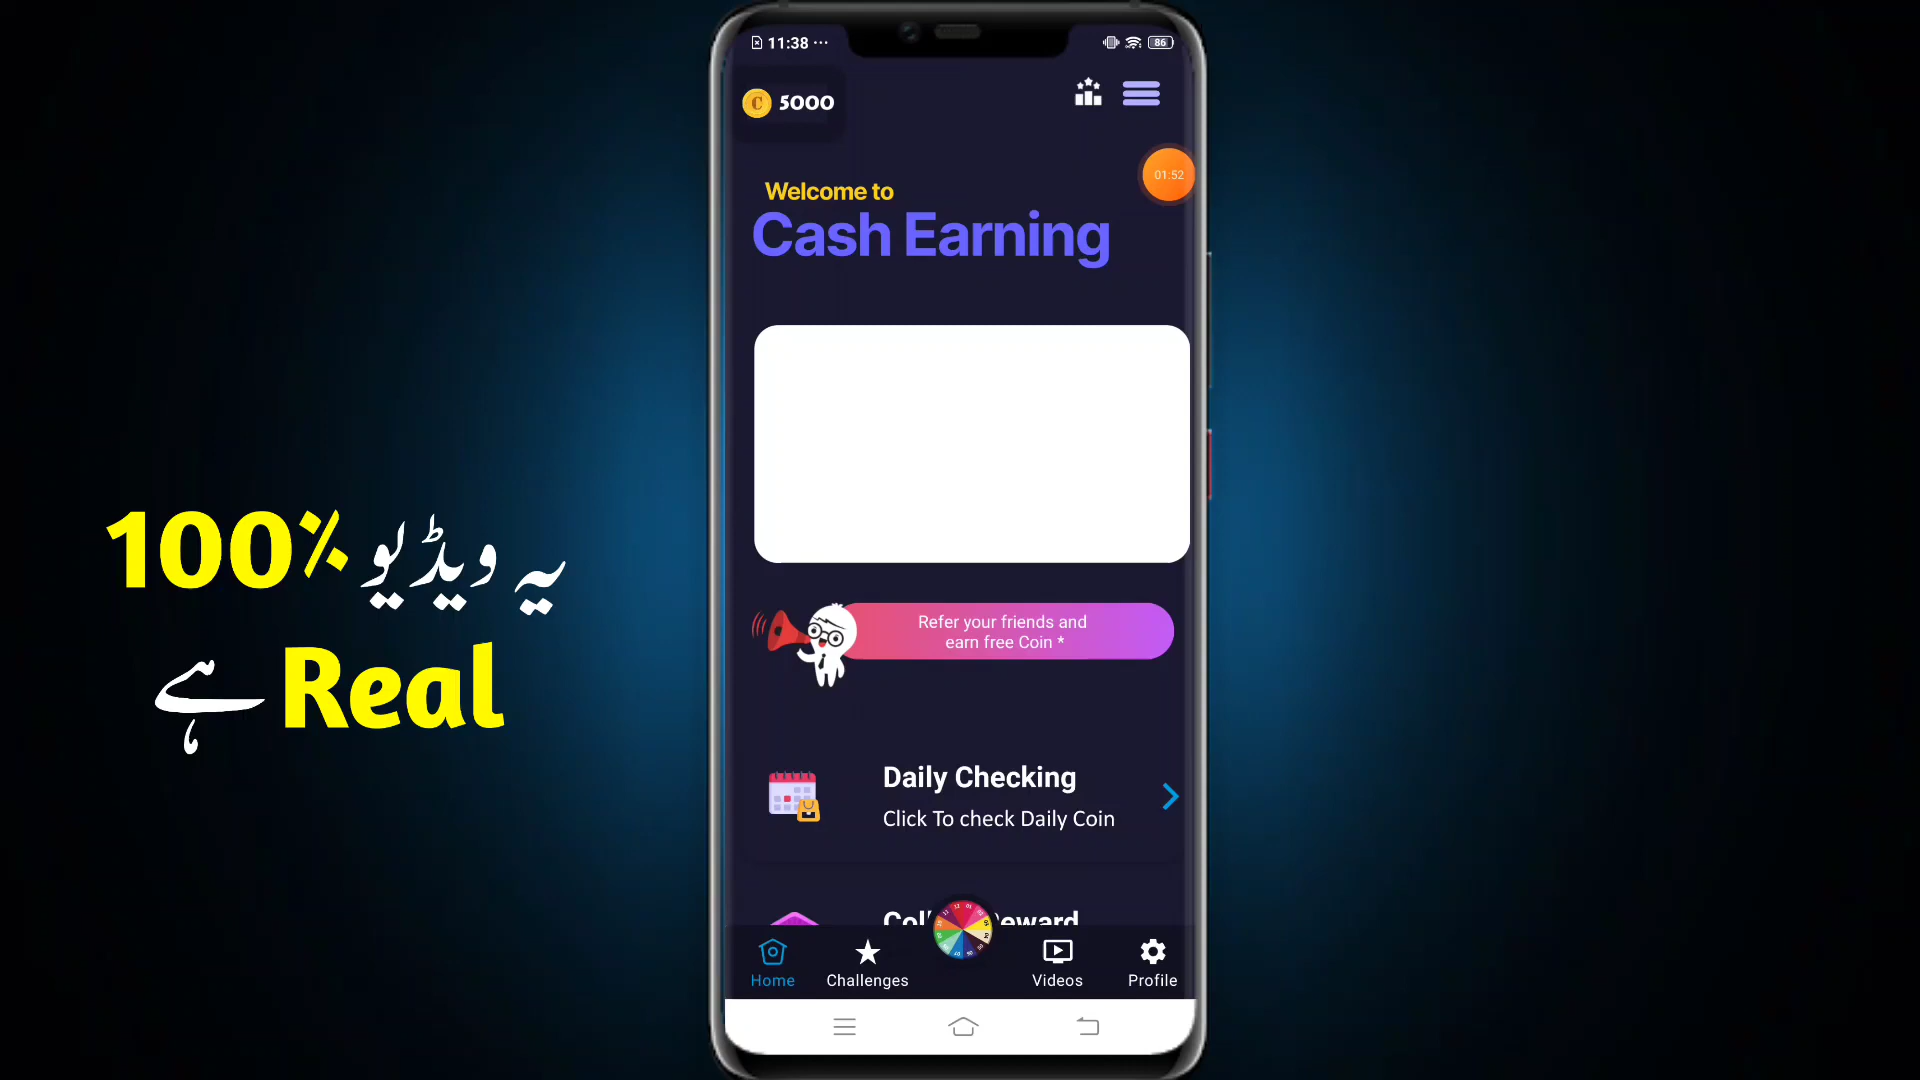 11:38 ...
86
C 5000
01:52
Welcome to
Cash Earning
یہ ویڈیو 100%
Real ہے
Refer your friends and
earn free Coin *
Daily Checking
Click To check Daily Coin
Home
Challenges
Videos
Profile